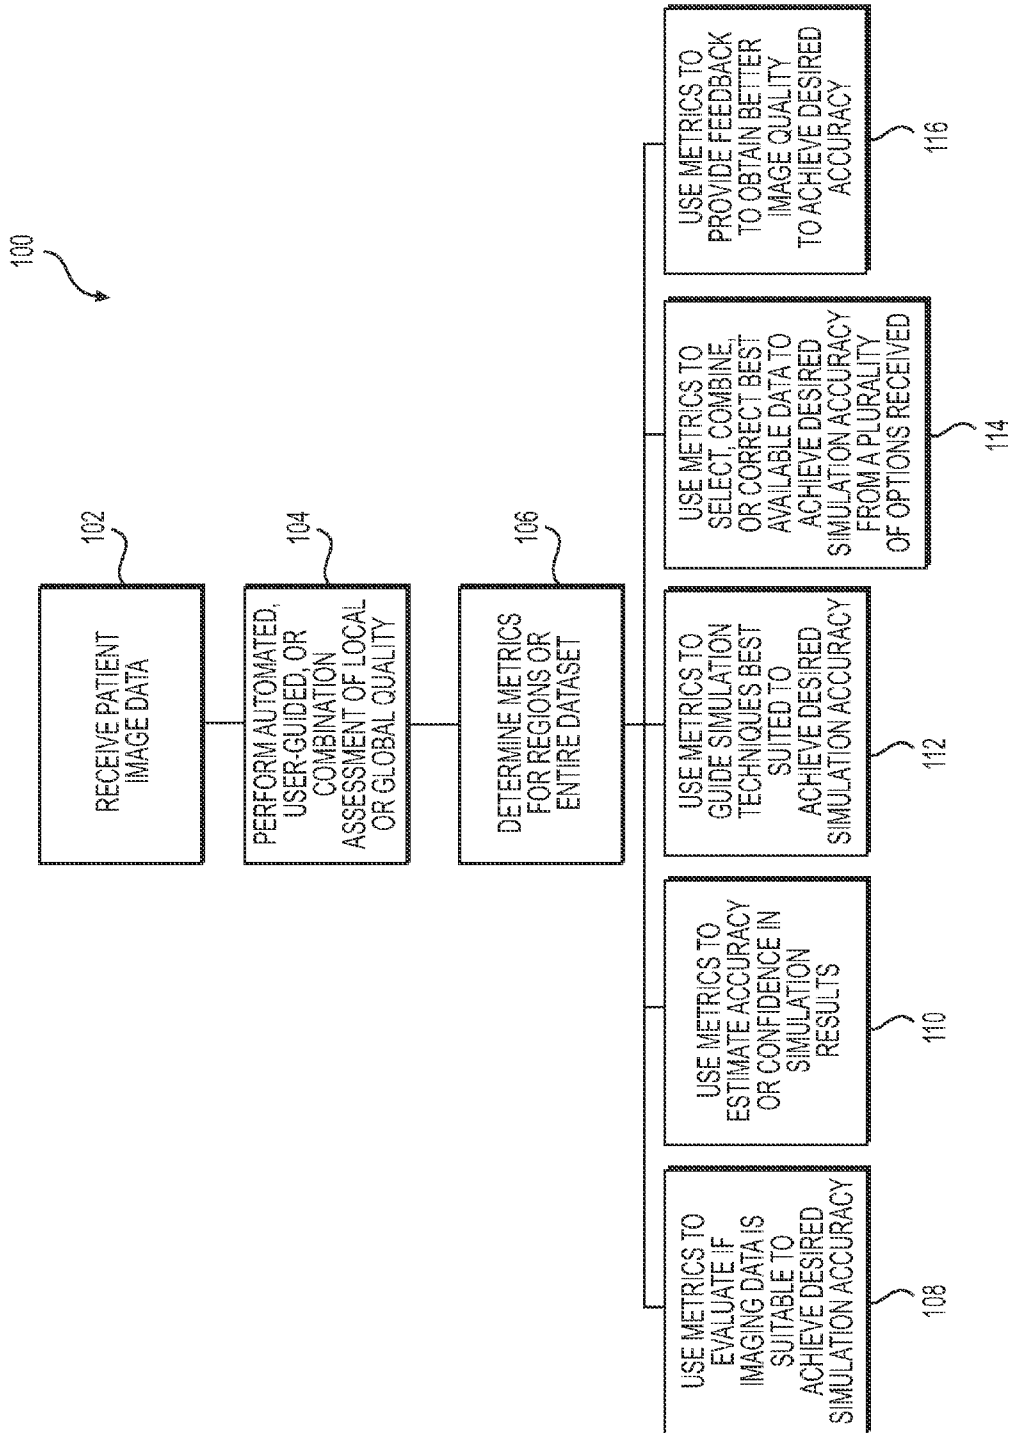 100
RECEIVE PATIENT
IMAGE DATA
102
PERFORM AUTOMATED,
USER-GUIDED, OR
COMBINATION
ASSESSMENT OF LOCAL
OR GLOBAL QUALITY
104
DETERMINE METRICS
FOR REGIONS OR
ENTIRE DATASET
106
USE METRICS TO
EVALUATE IF
IMAGING DATA IS
SUITABLE TO
ACHIEVE DESIRED
SIMULATION ACCURACY
108
USE METRICS TO
ESTIMATE ACCURACY
OR CONFIDENCE IN
SIMULATION
RESULTS
110
USE METRICS TO
GUIDE SIMULATION
TECHNIQUES BEST
SUITED TO
ACHIEVE DESIRED
SIMULATION ACCURACY
112
USE METRICS TO
SELECT, COMBINE,
OR CORRECT BEST
AVAILABLE DATA TO
ACHIEVE DESIRED
SIMULATION ACCURACY
FROM A PLURALITY
OF OPTIONS RECEIVED
114
USE METRICS TO
PROVIDE FEEDBACK
TO OBTAIN BETTER
IMAGE QUALITY
TO ACHIEVE DESIRED
ACCURACY
116